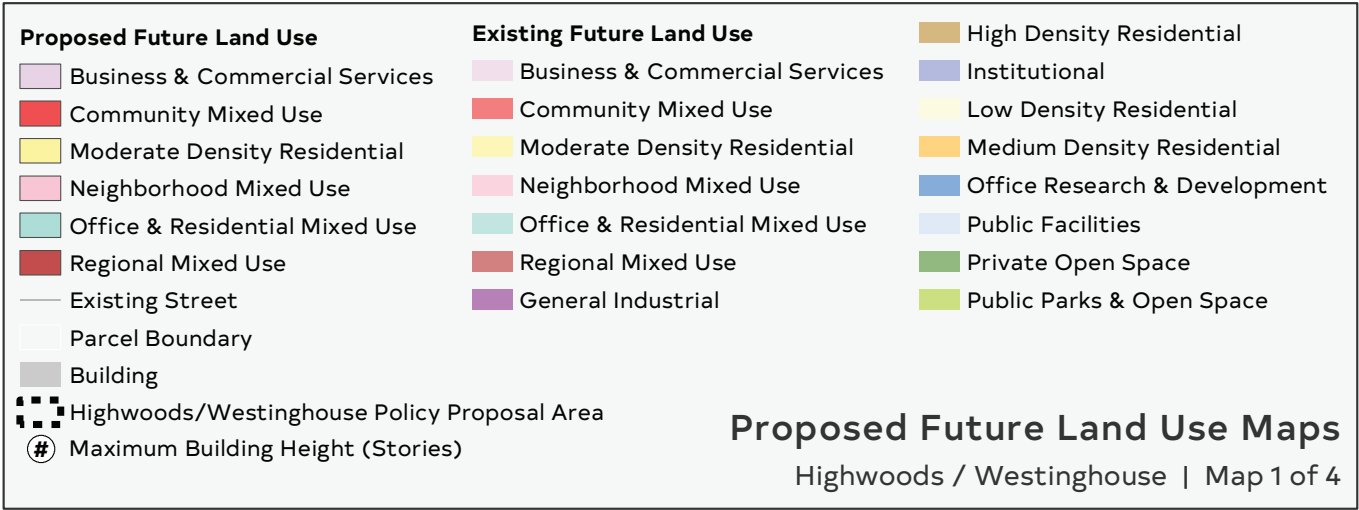 Proposed Future Land Use
Business & Commercial Services
Community Mixed Use
Moderate Density Residential
Neighborhood Mixed Use
Office & Residential Mixed Use
Regional Mixed Use
Existing Street
Parcel Boundary
Building
Highwoods/Westinghouse Policy Proposal Area
# Maximum Building Height (Stories)
Existing Future Land Use
Business & Commercial Services
Community Mixed Use
Moderate Density Residential
Neighborhood Mixed Use
Office & Residential Mixed Use
Regional Mixed Use
General Industrial
High Density Residential
Institutional
Low Density Residential
Medium Density Residential
Office Research & Development
Public Facilities
Private Open Space
Public Parks & Open Space
Proposed Future Land Use Maps
Highwoods / Westinghouse | Map 1 of 4